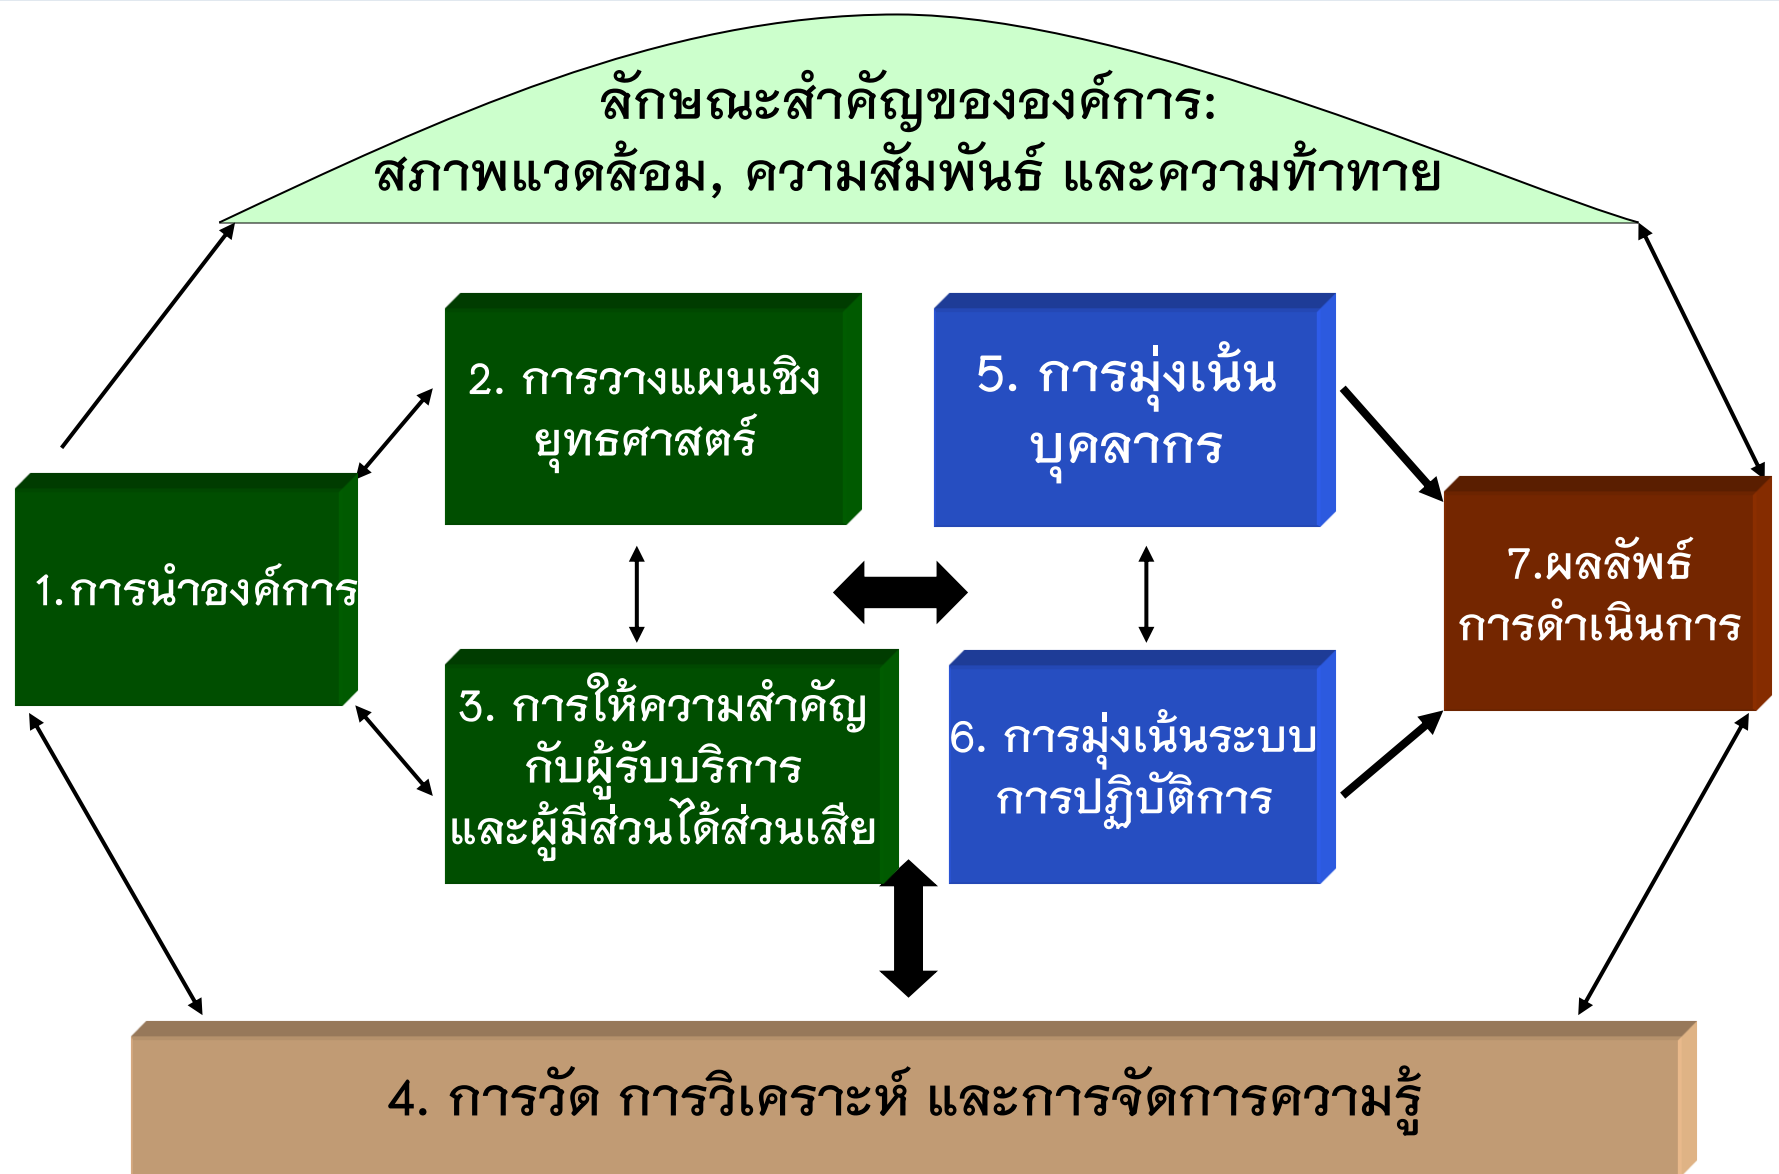 ลักษณะสำคัญขององค์การ:
สภาพแวดล้อม, ความสัมพันธ์ และความท้าทาย
1.การนำองค์การ
2. การวางแผนเชิง
ยุทธศาสตร์
3. การให้ความสำคัญ
กับผู้รับบริการ
และผู้มีส่วนได้ส่วนเสีย
5. การมุ่งเน้น
บุคลากร
6. การมุ่งเน้นระบบ
การปฏิบัติการ
7.ผลลัพธ์
การดำเนินการ
4. การวัด การวิเคราะห์ และการจัดการความรู้